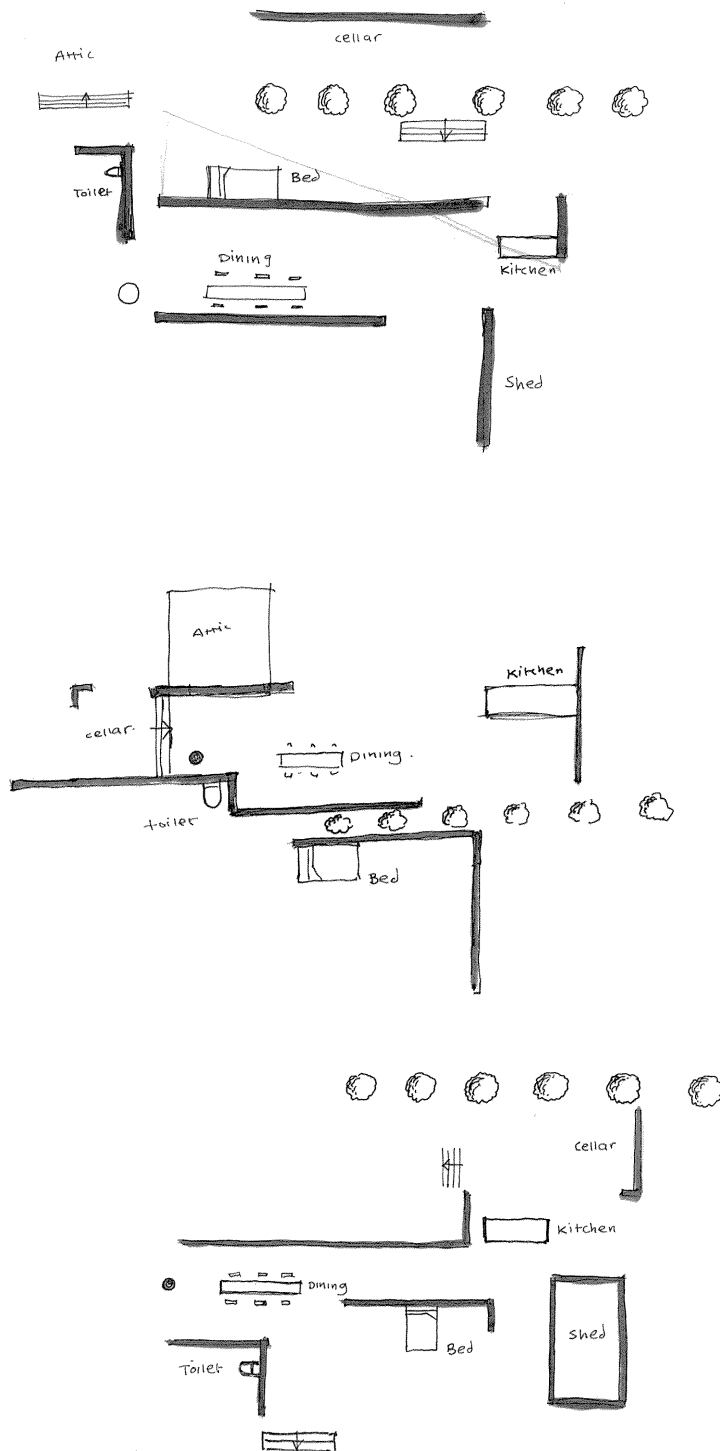 cellar
Attic
Bed
Toilet
Dining
Kitchen
Shed
Attic
Kitchen
cellar.
Dining.
toilet
Bed
cellar
Kitchen
Dining
Shed
Bed
Toilet